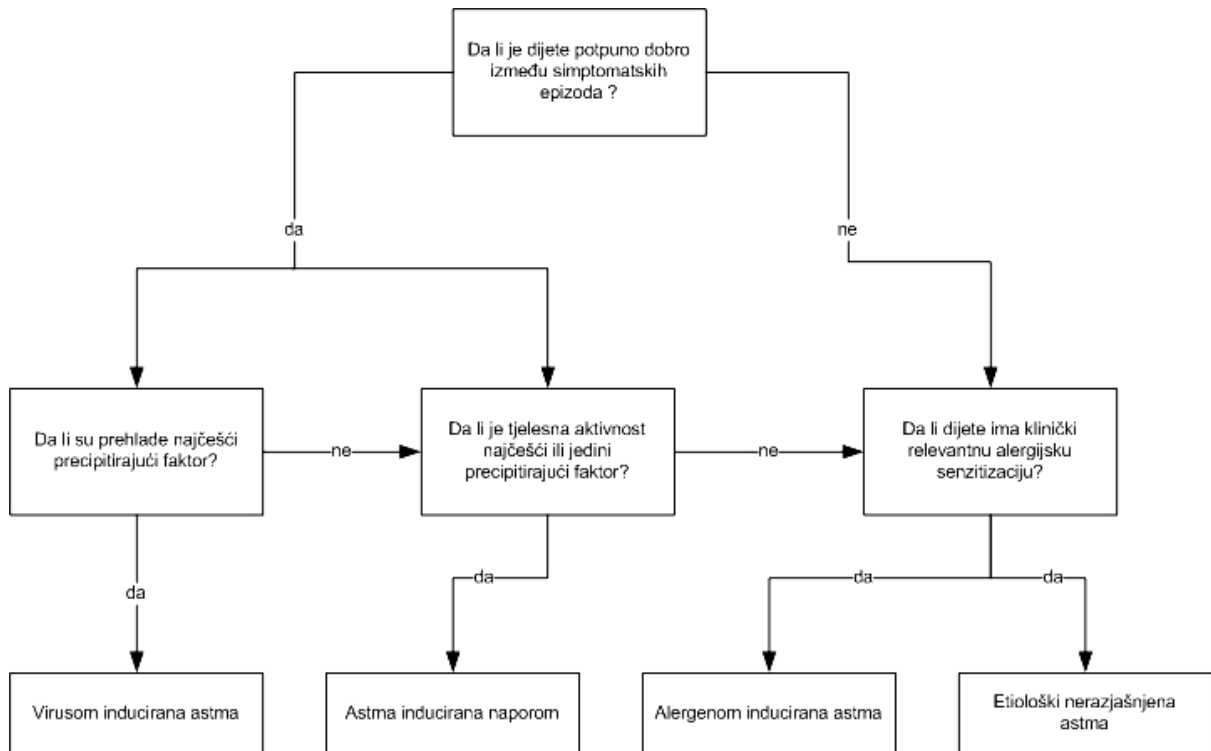 Da li je dijete potpuno dobro
između simptomatskih
epizoda ?
da
ne
Da li su prehlade najčešći
precipitirajući faktor?
ne
Da li je tjelesna aktivnost
najčešći ili jedini
precipitirajući faktor?
ne
Da li dijete ima klinički
relevantnu alergijsku
senzitizaciju?
da
da
da
da
Virusom inducirana astma
Astma inducirana naporom
Alergenom inducirana astma
Etiološki nerazjašnjena
astma